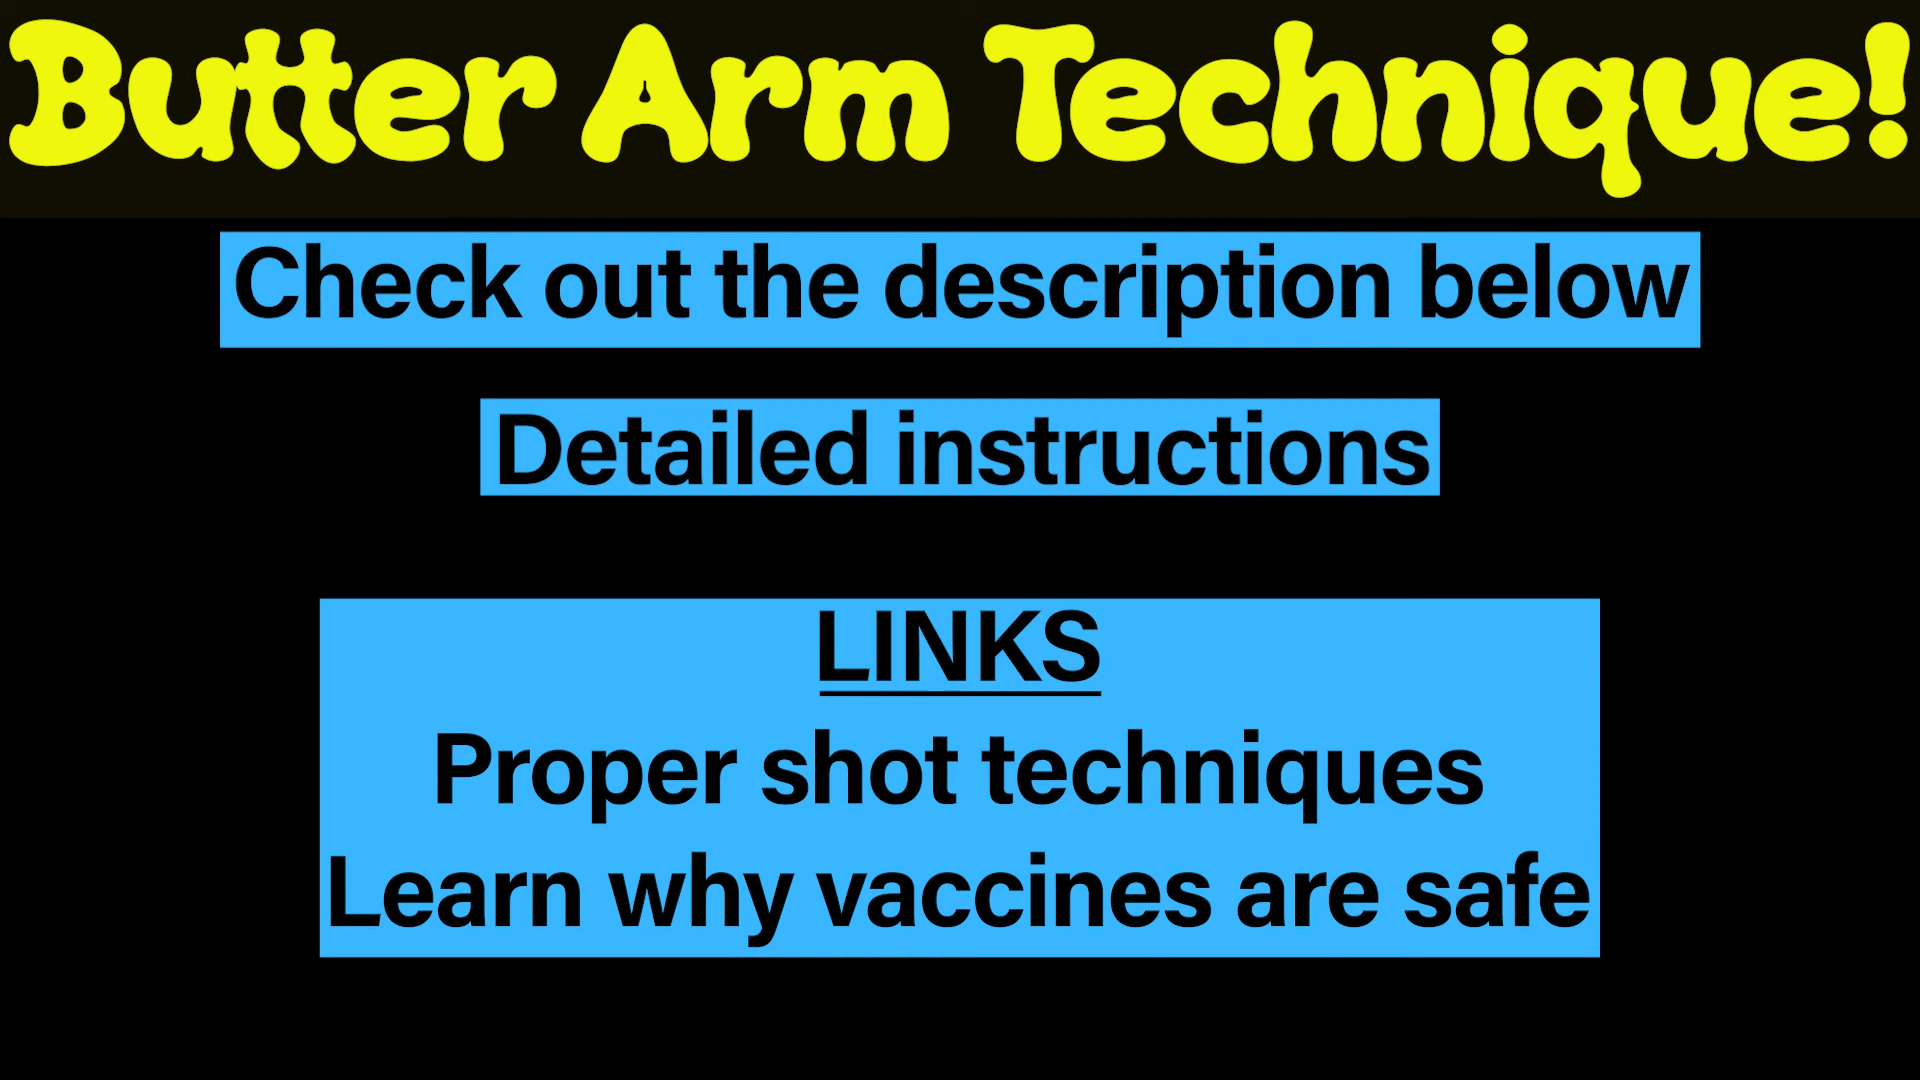 Butter Arm Technique!
Check out the description below
Detailed instructions
LINKS
Proper shot techniques
Learn why vaccines are safe